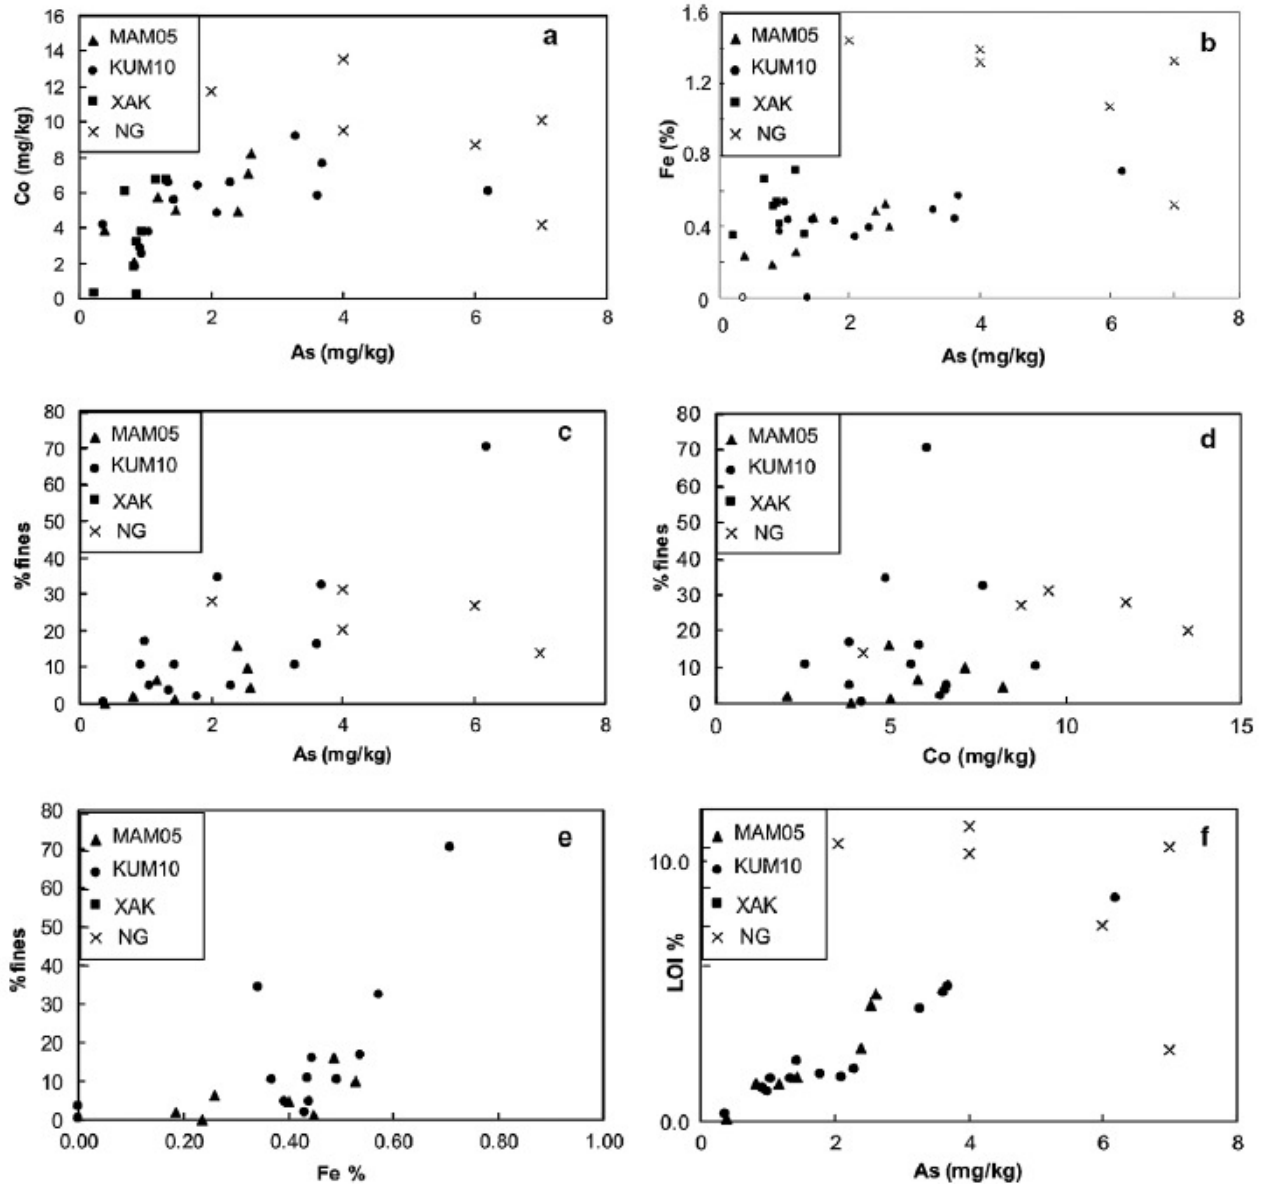 16
14
12
10
8
6
4
2
0
Co (mg/kg)
MAM05
KUM10
XAK
NG
a
0 2 4 6 8
As (mg/kg)
1.6
1.2
0.8
0.4
0
Fe (%)
MAM05
KUM10
XAK
NG
b
0 2 4 6 8
As (mg/kg)
80
70
60
50
40
30
20
10
0
% fines
MAM05
KUM10
XAK
NG
c
0 2 4 6 8
As (mg/kg)
80
70
60
50
40
30
20
10
0
% fines
MAM05
KUM10
XAK
NG
d
0 5 10 15
Co (mg/kg)
80
70
60
50
40
30
20
10
0
% fines
MAM05
KUM10
XAK
NG
e
0.00 0.20 0.40 0.60 0.80 1.00
Fe %
10.0
0.0
LOI %
MAM05
KUM10
XAK
NG
f
0 2 4 6 8
As (mg/kg)